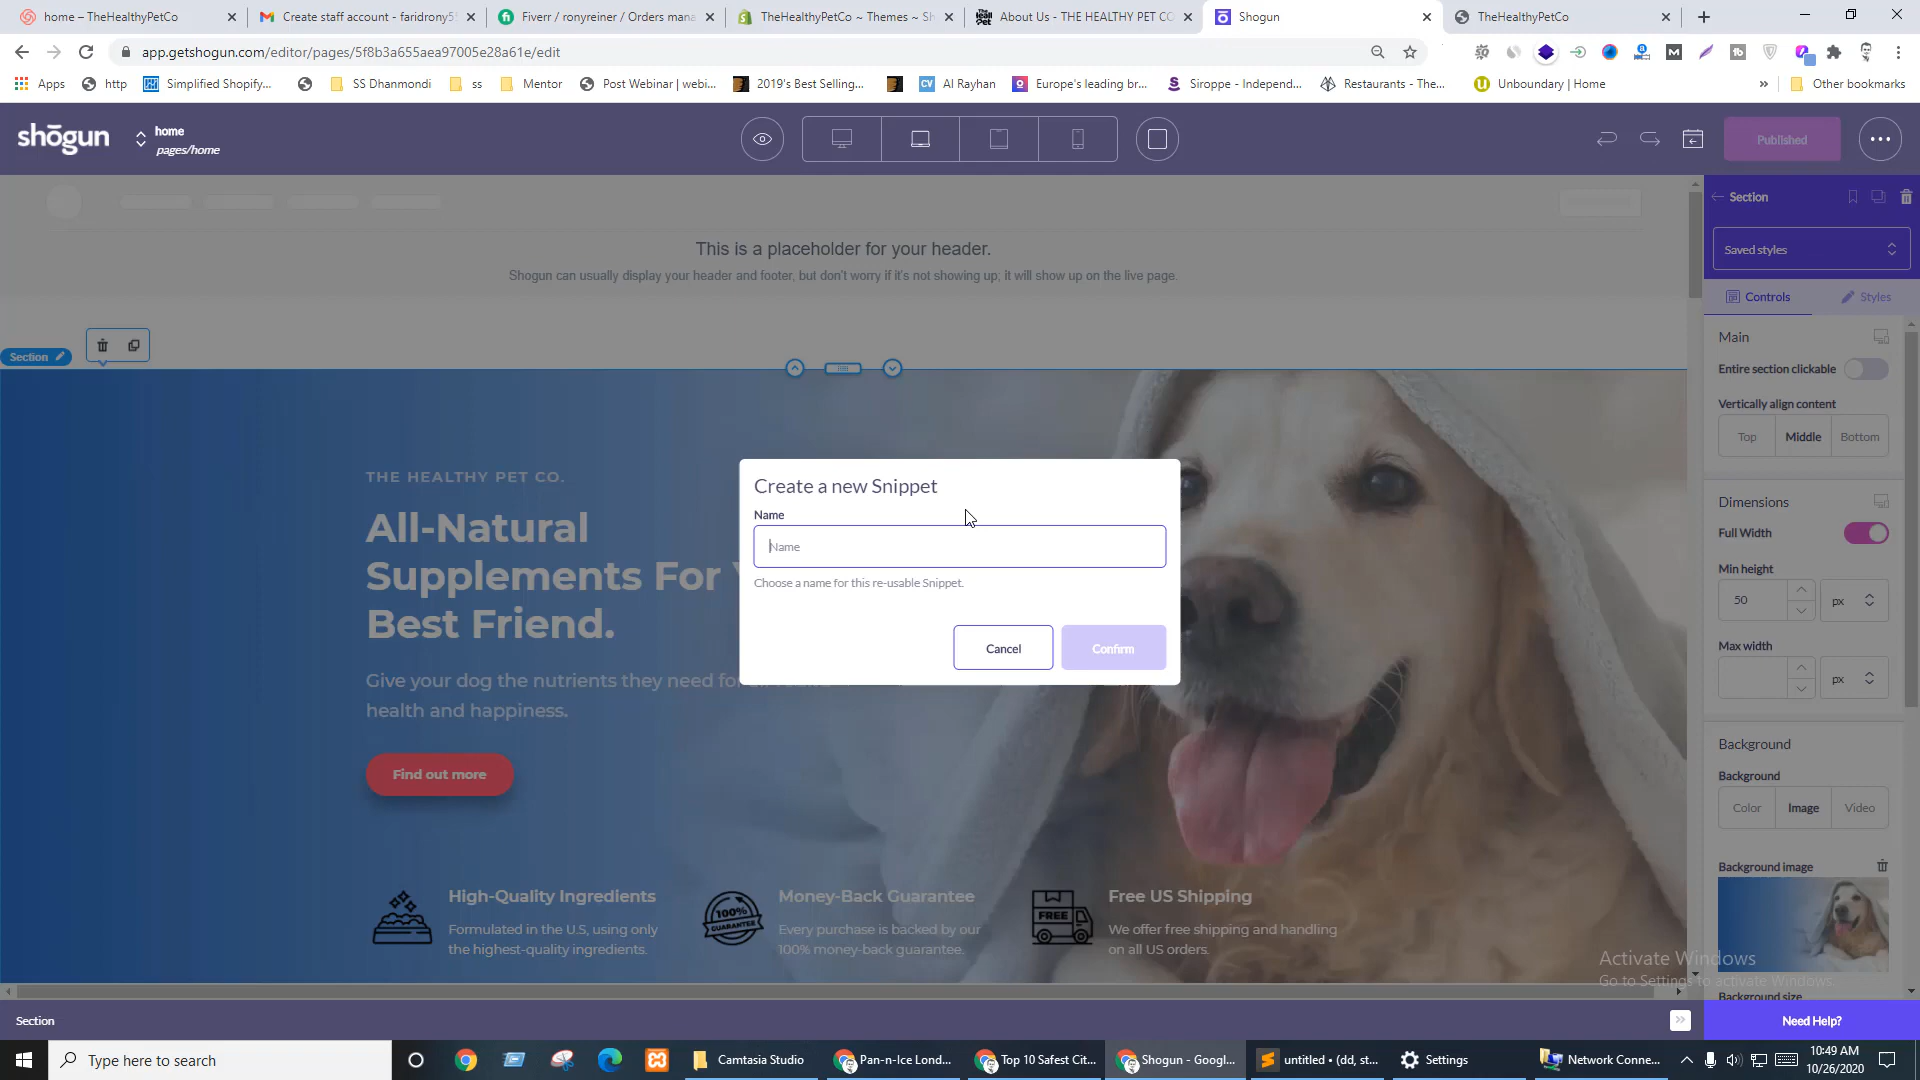 home – TheHealthyPetCo
Create staff account - faridrony5
Fiverr / ronyreiner / Orders mana
TheHealthyPetCo ~ Themes ~ Sh
About Us - THE HEALTHY PET CO
Shogun
TheHealthyPetCo
app.getshogun.com/editor/pages/5f8b3a655aea97005e28a61e/edit
Apps
http
Simplified Shopify...
SS Dhanmondi
ss
Mentor
Post Webinar | webi...
2019's Best Selling...
Al Rayhan
Europe's leading br...
Siroppe - Independ...
Restaurants - The...
Unboundary | Home
Other bookmarks
shōgun
home
pages/home
Published
This is a placeholder for your header.
Shogun can usually display your header and footer, but don't worry if it's not showing up; it will show up on the live page.
Section
THE HEALTHY PET CO.
All-Natural
Supplements For
Best Friend.
Give your dog the nutrients they need for
health and happiness.
Find out more
High-Quality Ingredients
Formulated in the U.S, using only
the highest-quality ingredients.
100%
GUARANTEE
Money-Back Guarantee
Every purchase is backed by our
100% money-back guarantee.
FREE
Free US Shipping
We offer free shipping and handling
on all US orders.
Create a new Snippet
Name
Name
Choose a name for this re-usable Snippet.
Cancel
Confirm
Section
Saved styles
Controls
Styles
Main
Entire section clickable
Vertically align content
Top
Middle
Bottom
Dimensions
Full Width
Min height
50
px
Max width
px
Background
Background
Color
Image
Video
Background image
Background size
Activate Windows
Go to Settings to activate Windows.
Section
Need Help?
Type here to search
Camtasia Studio
Pan-n-Ice Lond...
Top 10 Safest Cit...
Shogun - Googl...
untitled • (dd, st...
Settings
Network Conne...
10:49 AM
10/26/2020